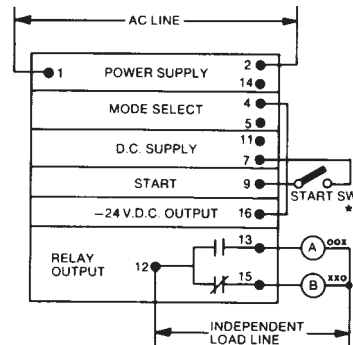 AC LINE
1 POWER SUPPLY 2
14
MODE SELECT 4
5
D.C. SUPPLY 11
7
START 9
START SW
*
−24 V.D.C. OUTPUT 16
RELAY OUTPUT
12
13 A oox
15 B xxo
INDEPENDENT
LOAD LINE